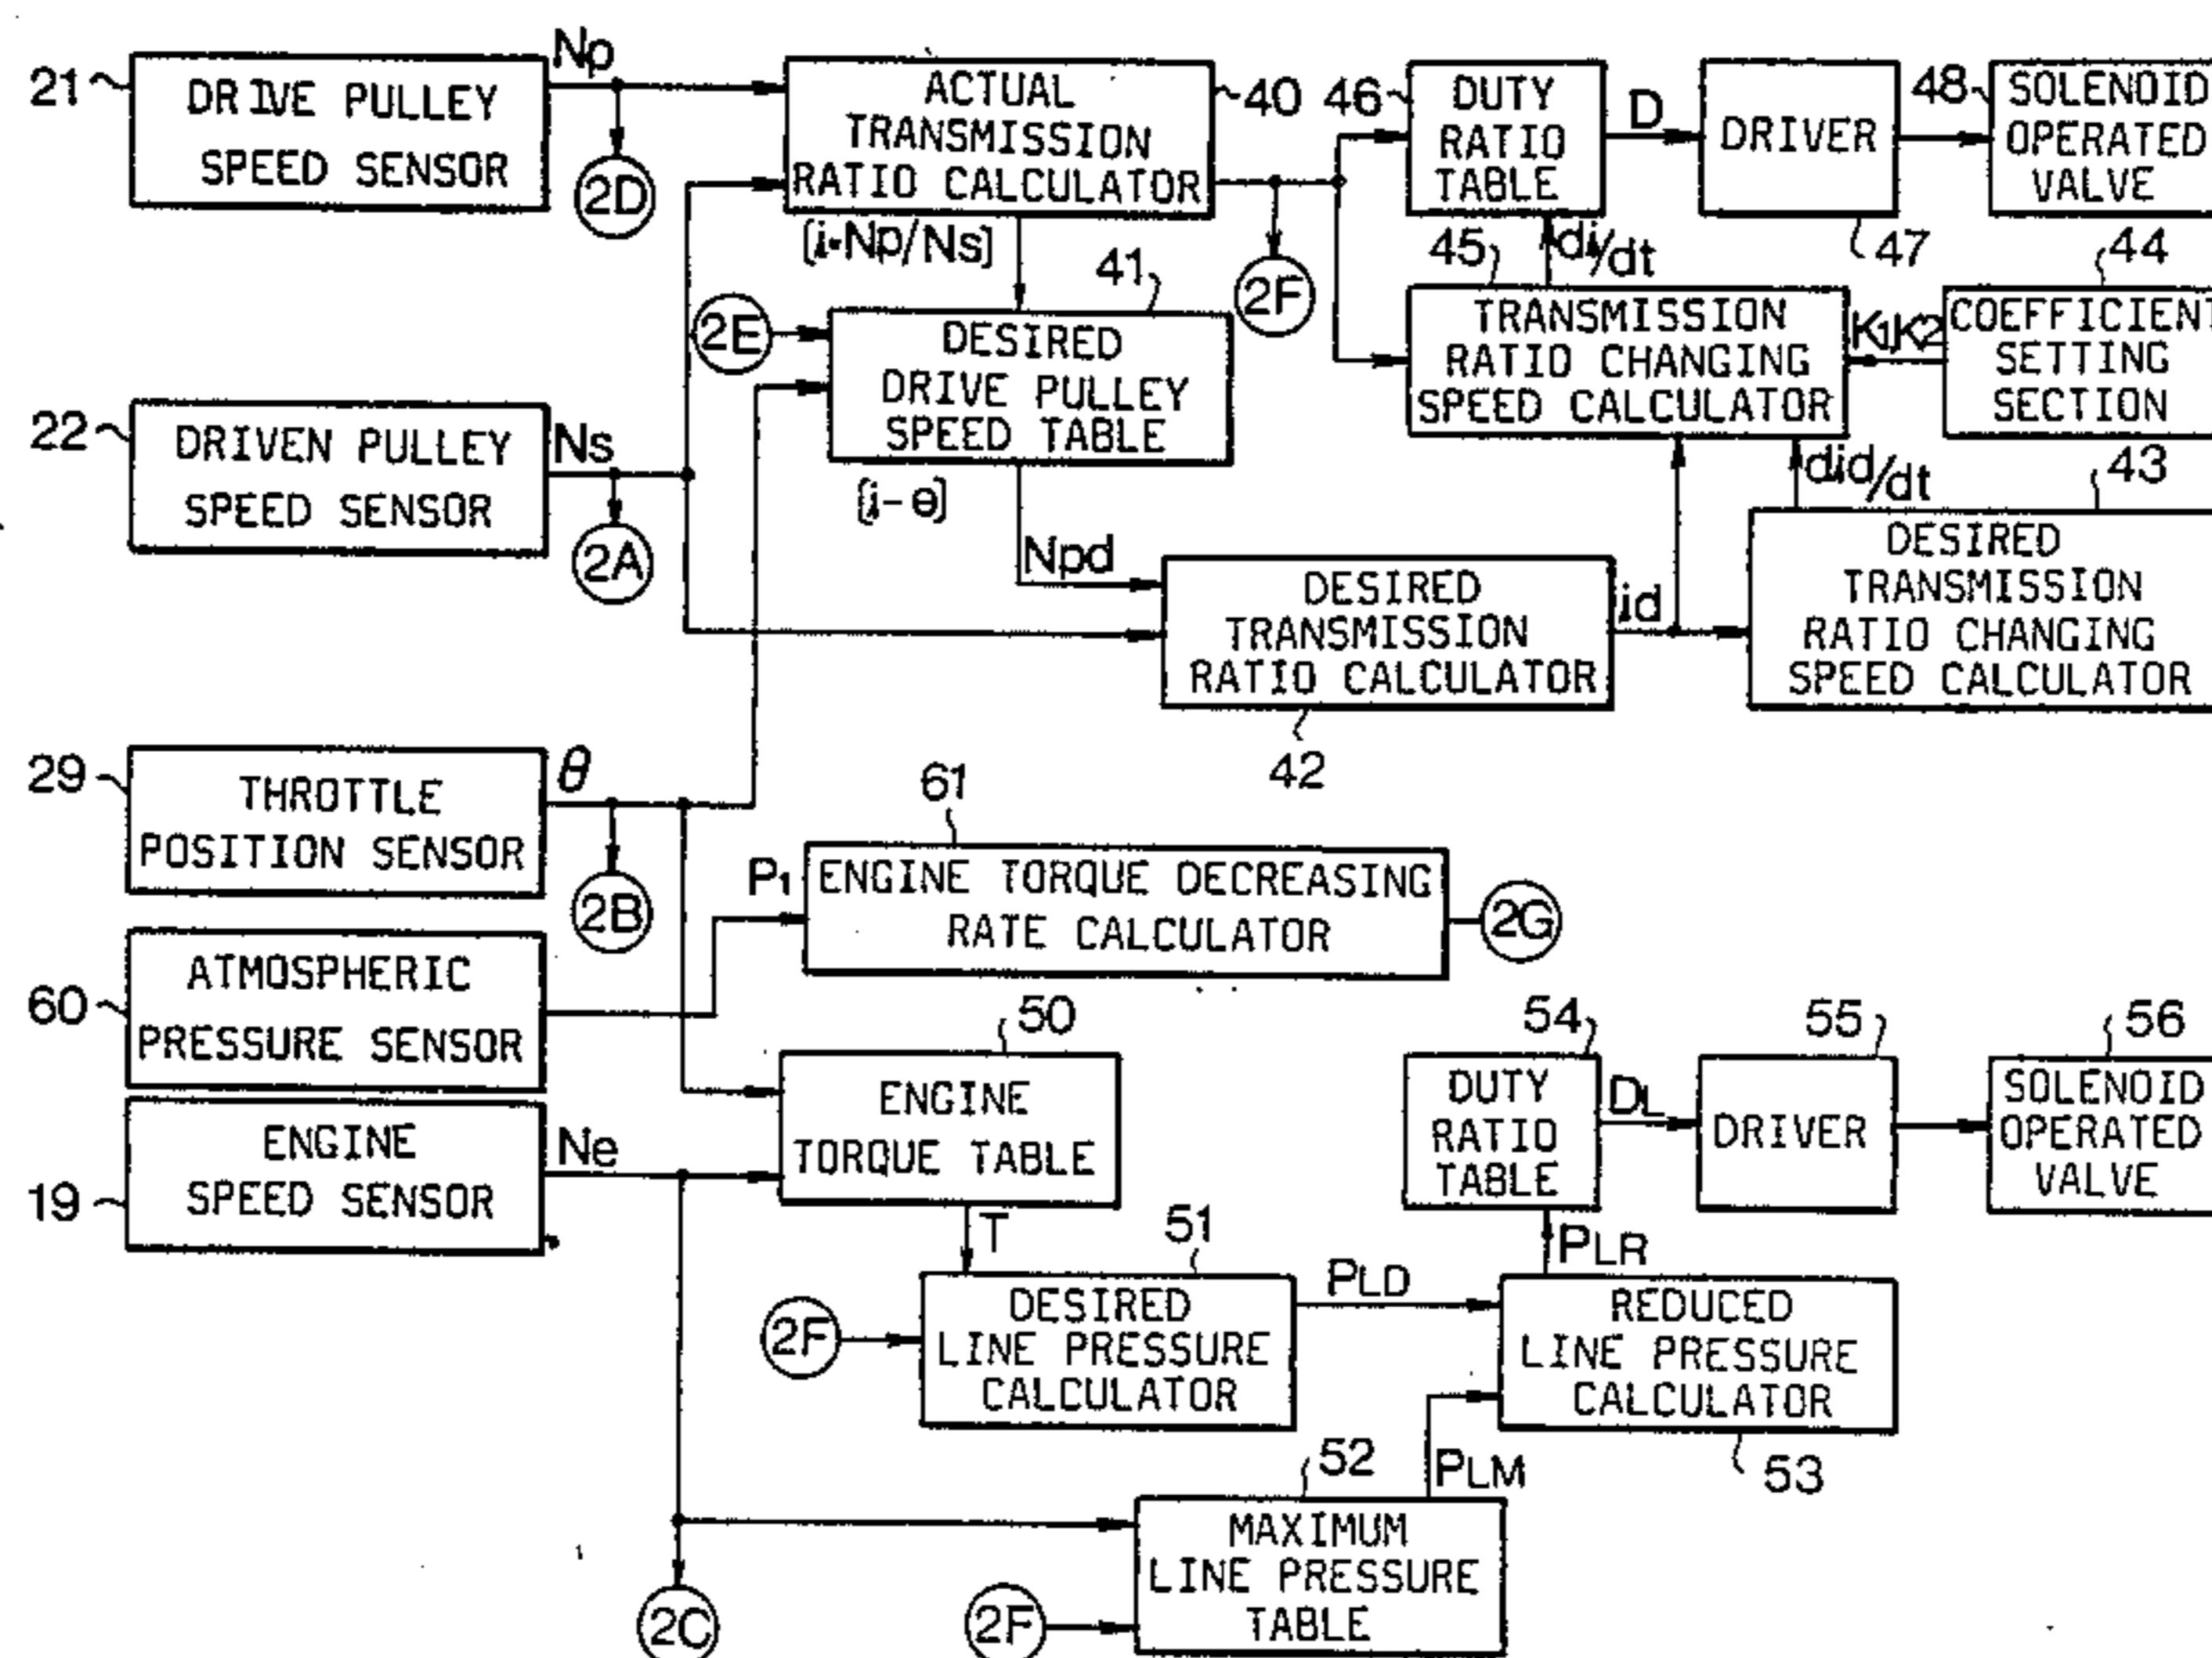 21
DRIVE PULLEY
SPEED SENSOR
Np
2D
ACTUAL
TRANSMISSION
RATIO CALCULATOR
40
[i·Np/Ns]
46
DUTY
RATIO
TABLE
D
DRIVER
47
48
SOLENOID
OPERATED
VALVE
2E
41
DESIRED
DRIVE PULLEY
SPEED TABLE
[i-θ]
2F
45
di/dt
TRANSMISSION
RATIO CHANGING
SPEED CALCULATOR
K1,K2
44
COEFFICIENT
SETTING
SECTION
22
DRIVEN PULLEY
SPEED SENSOR
Ns
2A
Npd
DESIRED
TRANSMISSION
RATIO CALCULATOR
42
id
did/dt
43
DESIRED
TRANSMISSION
RATIO CHANGING
SPEED CALCULATOR
29
THROTTLE
POSITION SENSOR
θ
2B
61
P1
ENGINE TORQUE DECREASING
RATE CALCULATOR
2G
60
ATMOSPHERIC
PRESSURE SENSOR
50
ENGINE
TORQUE TABLE
54
DUTY
RATIO
TABLE
DL
55
DRIVER
56
SOLENOID
OPERATED
VALVE
19
ENGINE
SPEED SENSOR
Ne
T
51
2F
DESIRED
LINE PRESSURE
CALCULATOR
PLD
PLR
REDUCED
LINE PRESSURE
CALCULATOR
53
52
PLM
MAXIMUM
LINE PRESSURE
TABLE
2C
2F